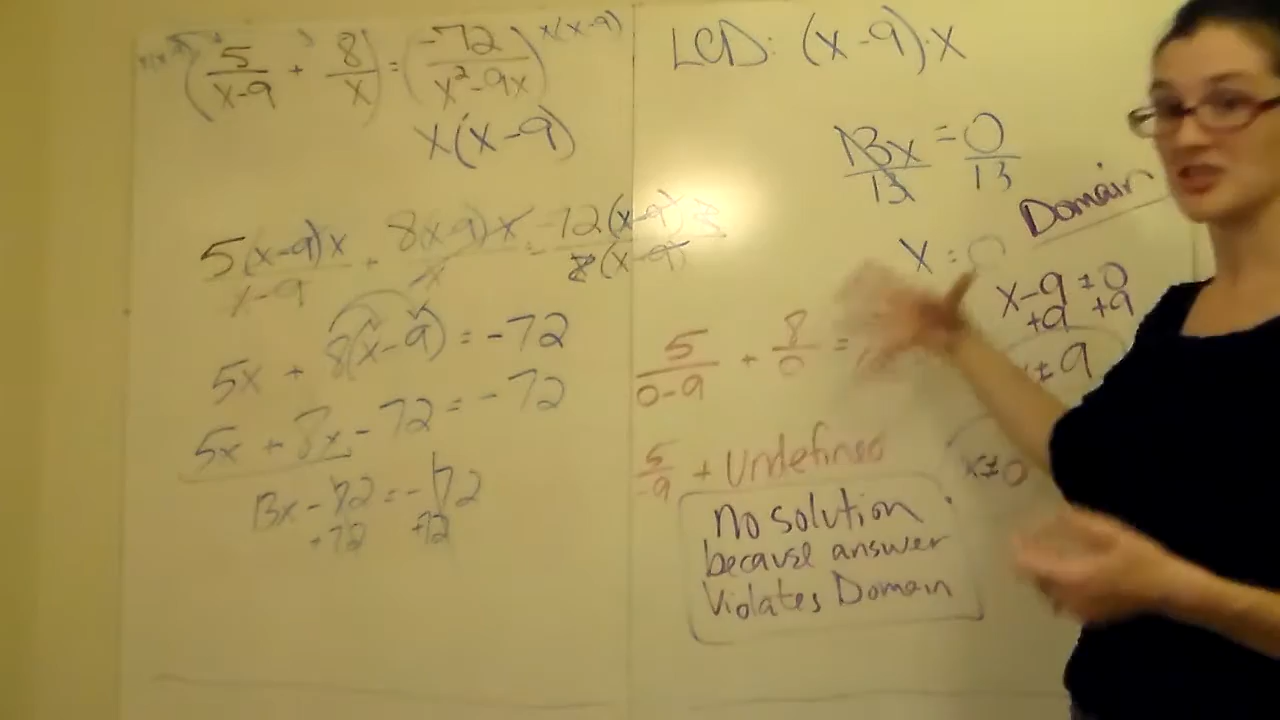 (5/(x-9) + 8/x) = (-72/(x²-9x)) x(x-9)
x(x-9)
5(x-9)x/(x-9) + 8(x-9)x/x = -72(x-9)x/x(x-9)
5x + 8(x-9) = -72
5x + 8x - 72 = -72
13x - 72 = -72
+72 +72
LCD: (x-9)·x
13x/13 = 0/13
x = 0
Domain
x-9 ≠ 0
+9 +9
≠ 9
x ≠ 0
5/(0-9) + 8/0 =
5/-9 + Undefined
no solution
because answer
Violates Domain